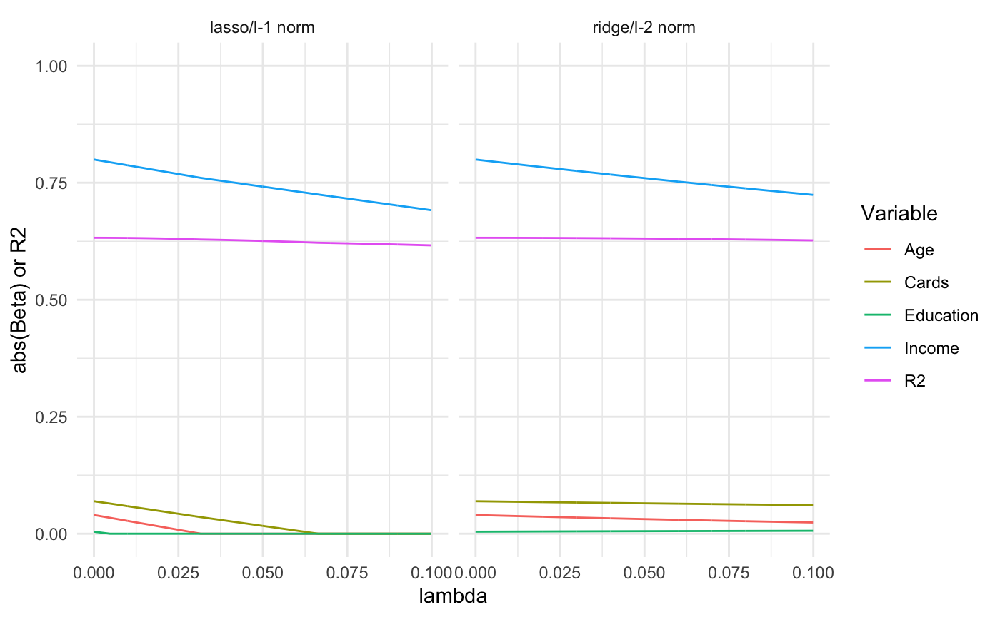 lasso/l-1 norm
ridge/l-2 norm
abs(Beta) or R2
1.00
0.75
0.50
0.25
0.00
0.000 0.025 0.050 0.075 0.100
0.000 0.025 0.050 0.075 0.100
lambda
Variable
Age
Cards
Education
Income
R2